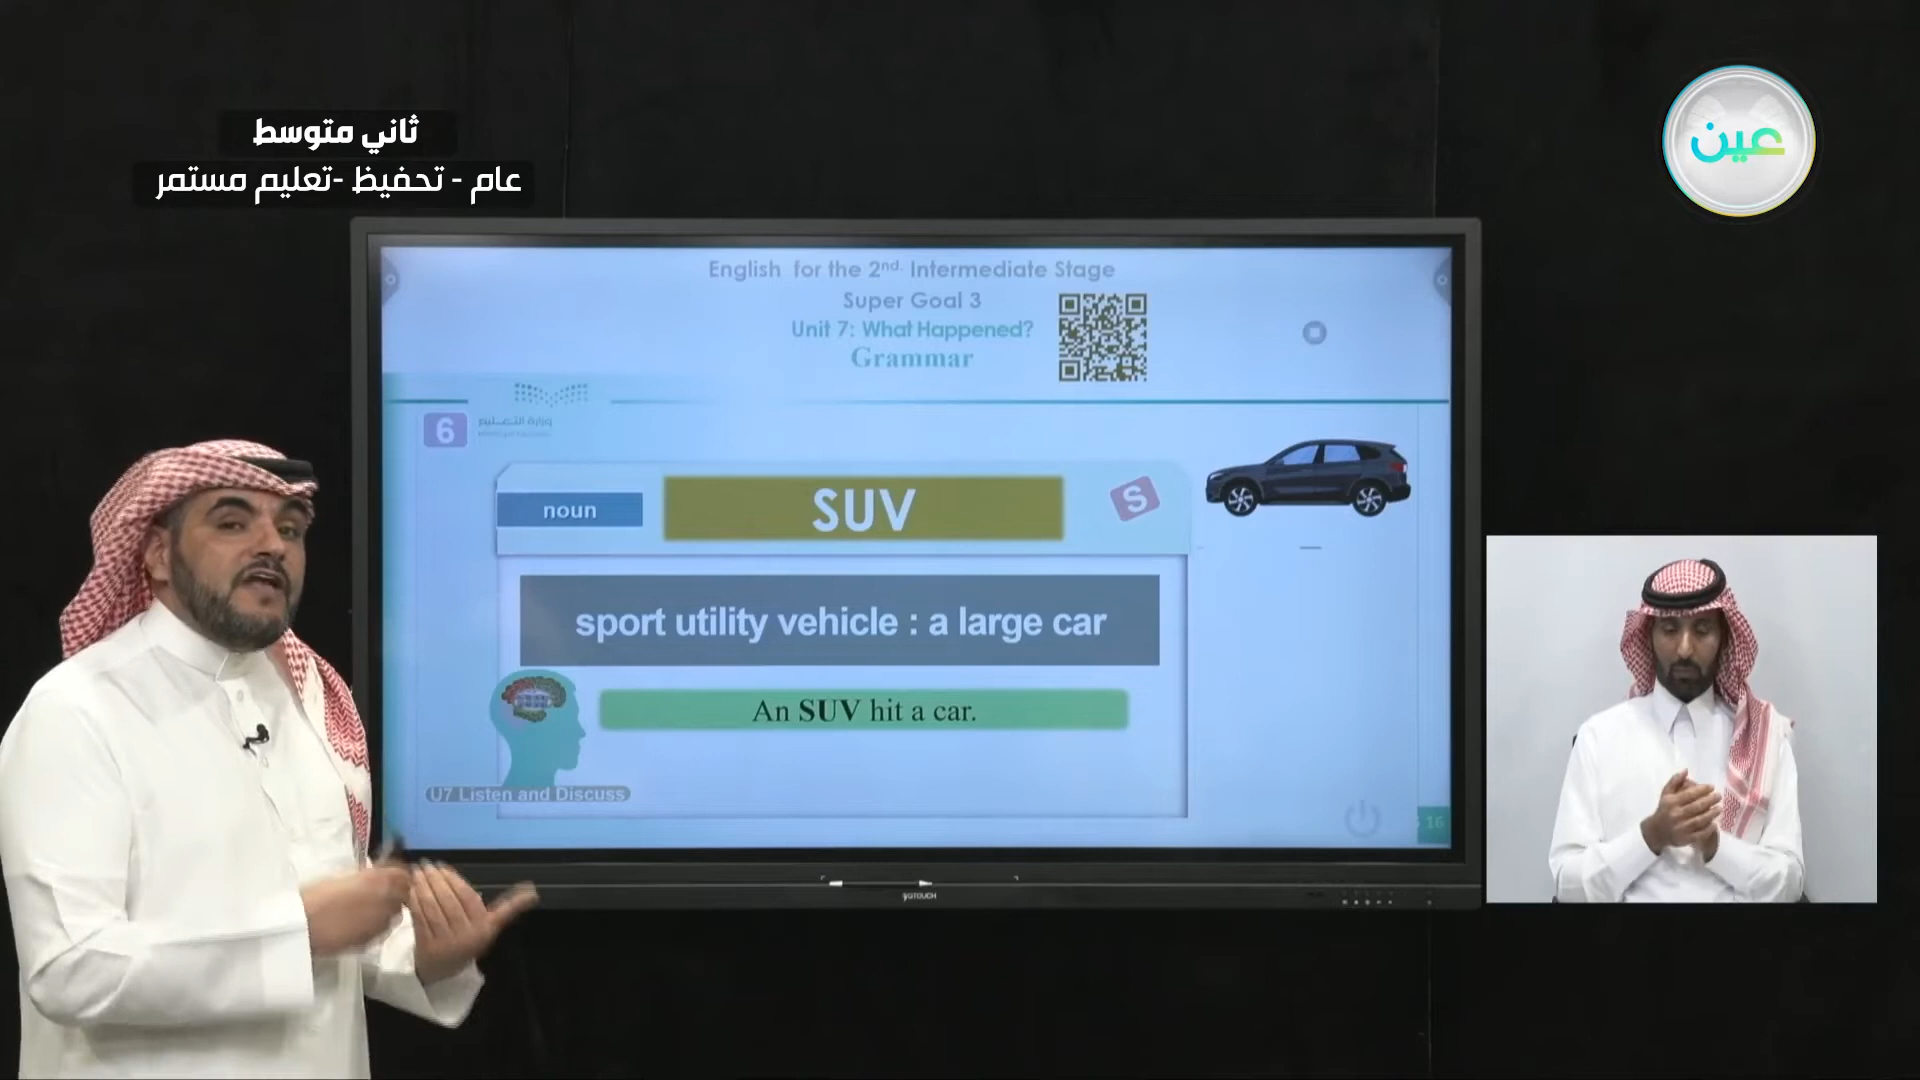 ثاني متوسط
عام - تحفيظ -تعليم مستمر
عين
English for the 2nd. Intermediate Stage
Super Goal 3
Unit 7: What Happened?
Grammar
وزارة التعليم
6
noun
SUV
S
sport utility vehicle : a large car
An SUV hit a car.
U7 Listen and Discuss
16